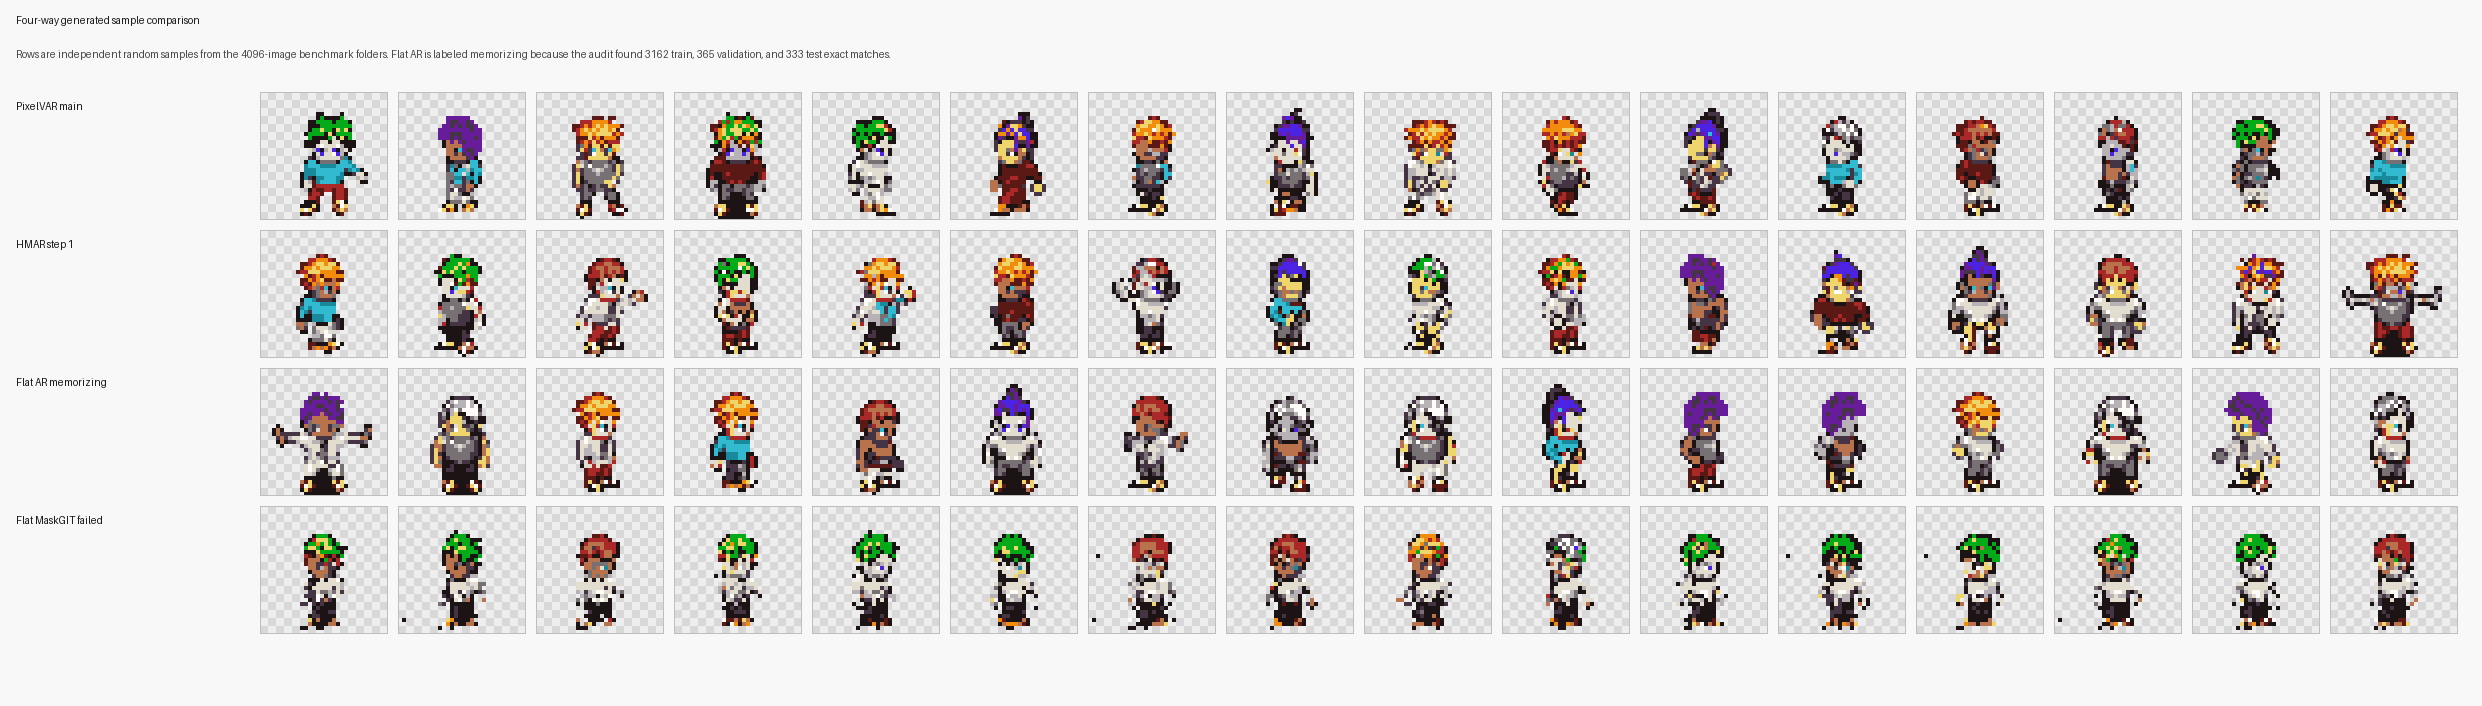 Four-way generated sample comparison
Rows are independent random samples from the 4096-image benchmark folders. Flat AR is labeled memorizing because the audit found 3162 train, 365 validation, and 333 test exact matches.
PixelVAR main
HMAR step 1
Flat AR memorizing
Flat MaskGIT failed